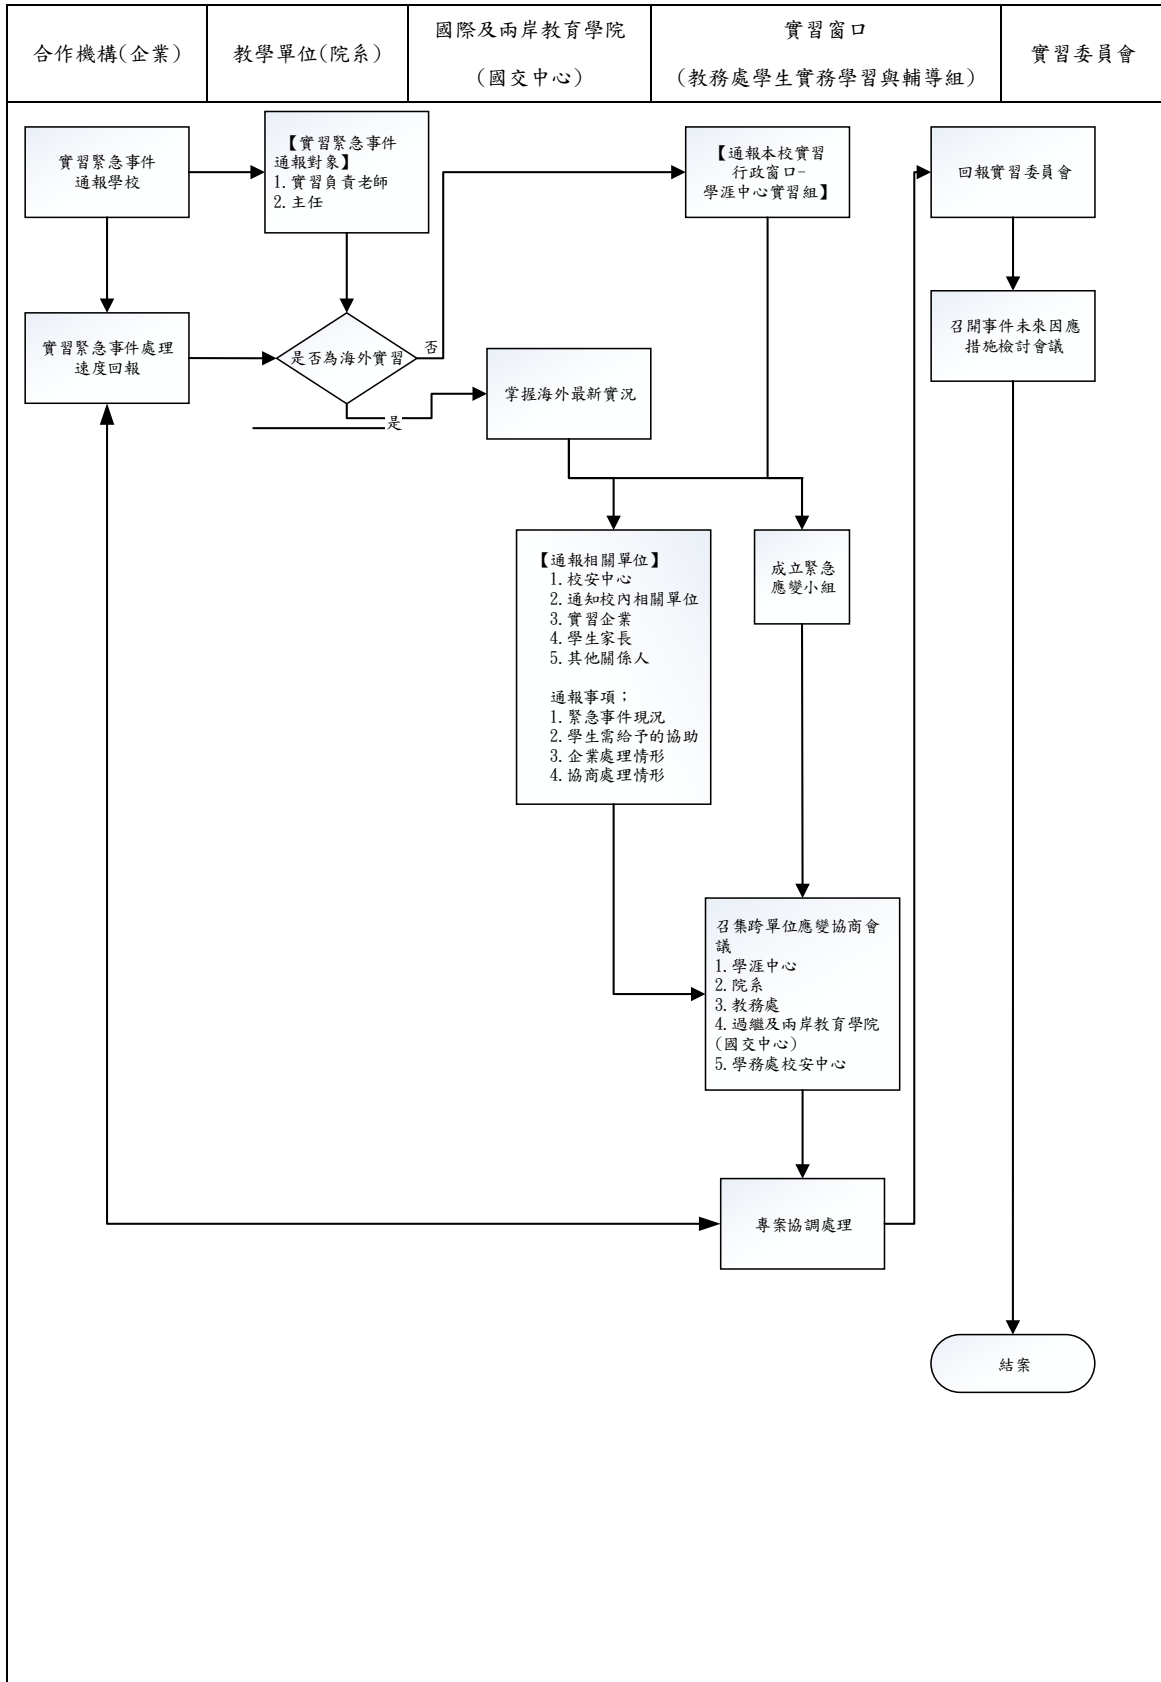 合作機構(企業)
教學單位(院系)
國際及兩岸教育學院
(國交中心)
實習窗口
(教務處學生實務學習與輔導組)
實習委員會
實習緊急事件
通報學校
【實習緊急事件
通報對象】
1.實習負責老師
2.主任
【通報本校實習
行政窗口-
學涯中心實習組】
回報實習委員會
實習緊急事件處理
速度回報
是否為海外實習
否
是
掌握海外最新實況
召開事件未來因應
措施檢討會議
【通報相關單位】
1.校安中心
2.通知校內相關單位
3.實習企業
4.學生家長
5.其他關係人
通報事項；
1.緊急事件現況
2.學生需給予的協助
3.企業處理情形
4.協商處理情形
成立緊急
應變小組
召集跨單位應變協商會
議
1.學涯中心
2.院系
3.教務處
4.過繼及兩岸教育學院
(國交中心)
5.學務處校安中心
專案協調處理
結案